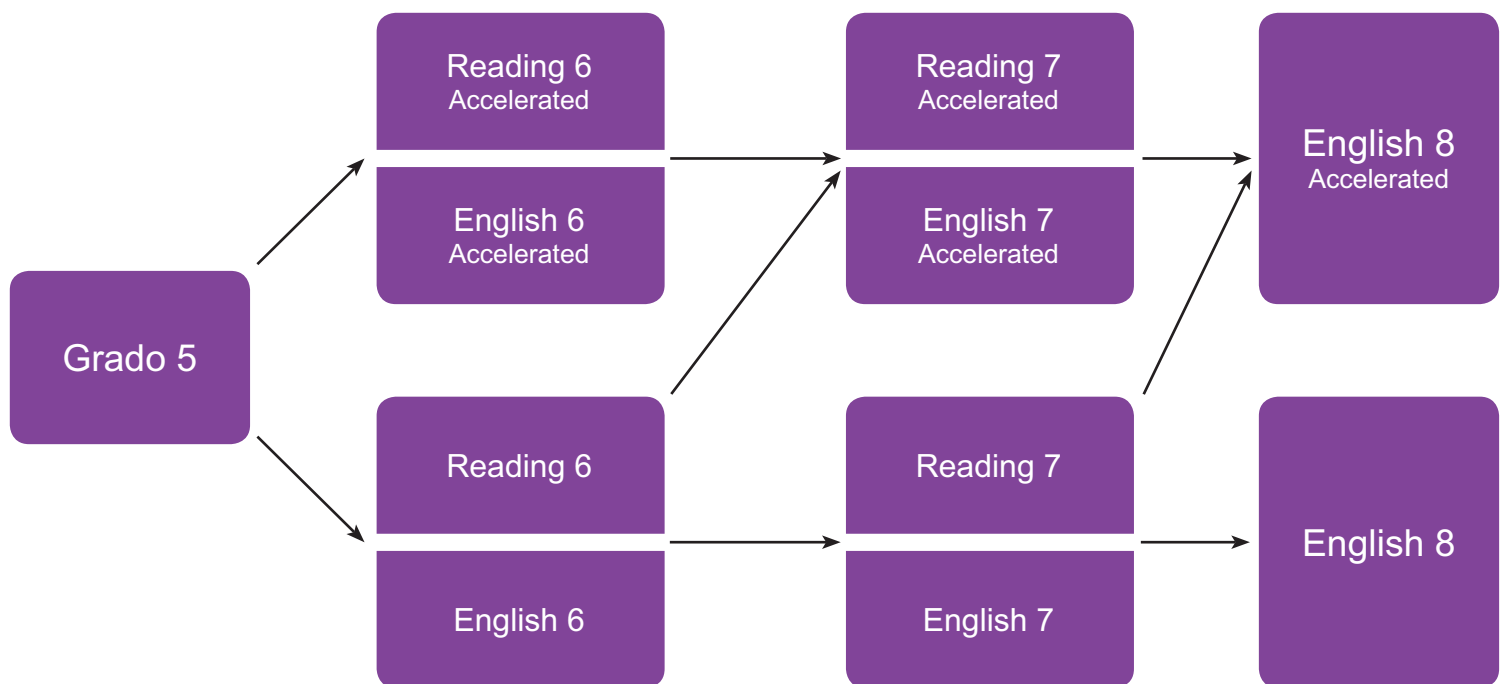 Grado 5
Reading 6
Accelerated
English 6
Accelerated
Reading 6
English 6
Reading 7
Accelerated
English 7
Accelerated
Reading 7
English 7
English 8
Accelerated
English 8